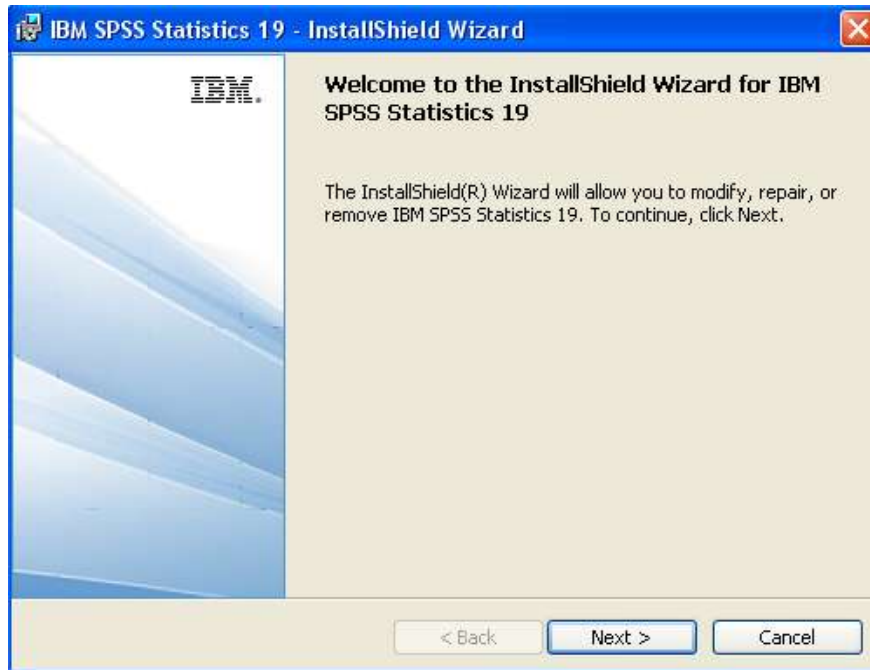 IBM SPSS Statistics 19 - InstallShield Wizard
IBM.
Welcome to the InstallShield Wizard for IBM
SPSS Statistics 19
The InstallShield(R) Wizard will allow you to modify, repair, or
remove IBM SPSS Statistics 19. To continue, click Next.
< Back
Next >
Cancel